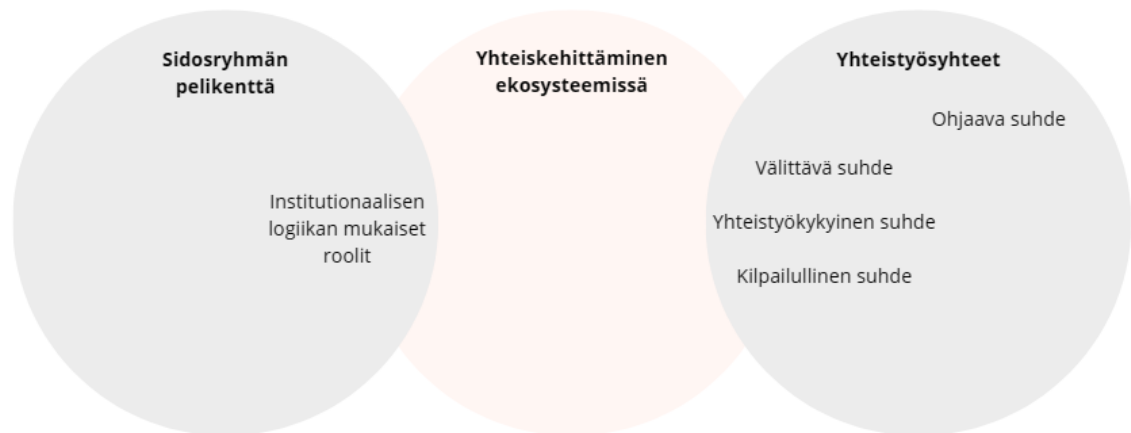 Sidosryhmän
pelikenttä
Institutionaalisen
logiikan mukaiset
roolit
Yhteiskehittäminen
ekosysteemissä
Yhteistyösyhteet
Ohjaava suhde
Välittävä suhde
Yhteistyökykyinen suhde
Kilpailullinen suhde